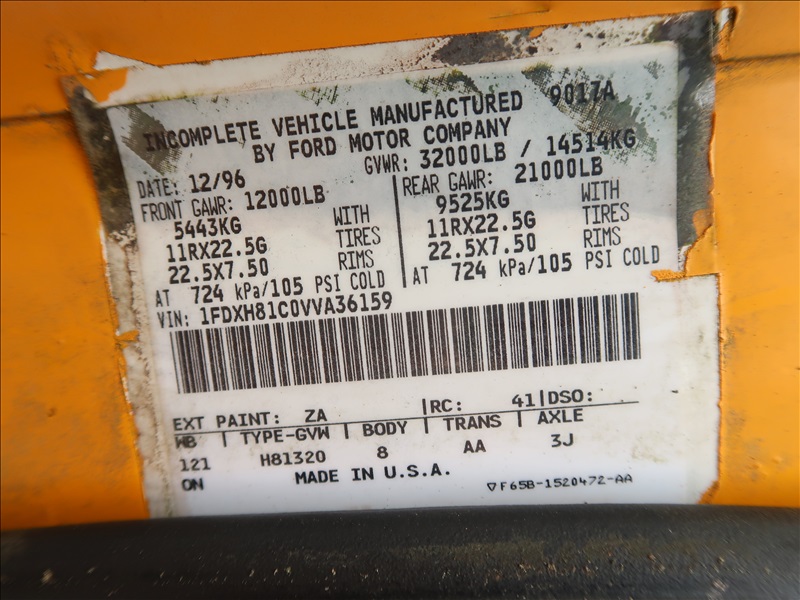 INCOMPLETE VEHICLE MANUFACTURED 9017A
BY FORD MOTOR COMPANY
DATE: 12/96 GVWR: 32000LB / 14514KG
FRONT GAWR: 12000LB REAR GAWR: 21000LB
5443KG WITH 9525KG WITH
11RX22.5G TIRES 11RX22.5G TIRES
22.5X7.50 RIMS 22.5X7.50 RIMS
AT 724 kPa/105 PSI COLD AT 724 kPa/105 PSI COLD
VIN: 1FDXH81C0VVA36159
EXT PAINT: ZA |RC: 41|DSO:
WB | TYPE-GVW | BODY | TRANS | AXLE
121 H81320 8 AA 3J
ON MADE IN U.S.A.
▽F65B-1520472-AA